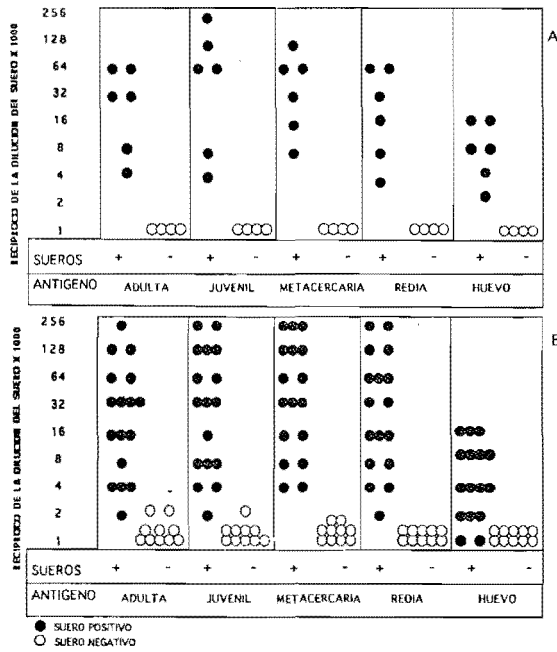 A
RECIPROCO DE LA DILUCION DEL SUERO X 1000
256
128
64
32
16
8
4
2
1
SUEROS + - + - + - + - + -
ANTIGENO ADULTA JUVENIL METACERCARIA REDIA HUEVO
B
RECIPROCO DE LA DILUCION DEL SUERO X 1000
256
128
64
32
16
8
4
2
1
SUEROS + - + - + - + - + -
ANTIGENO ADULTA JUVENIL METACERCARIA REDIA HUEVO
SUERO POSITIVO
SUERO NEGATIVO